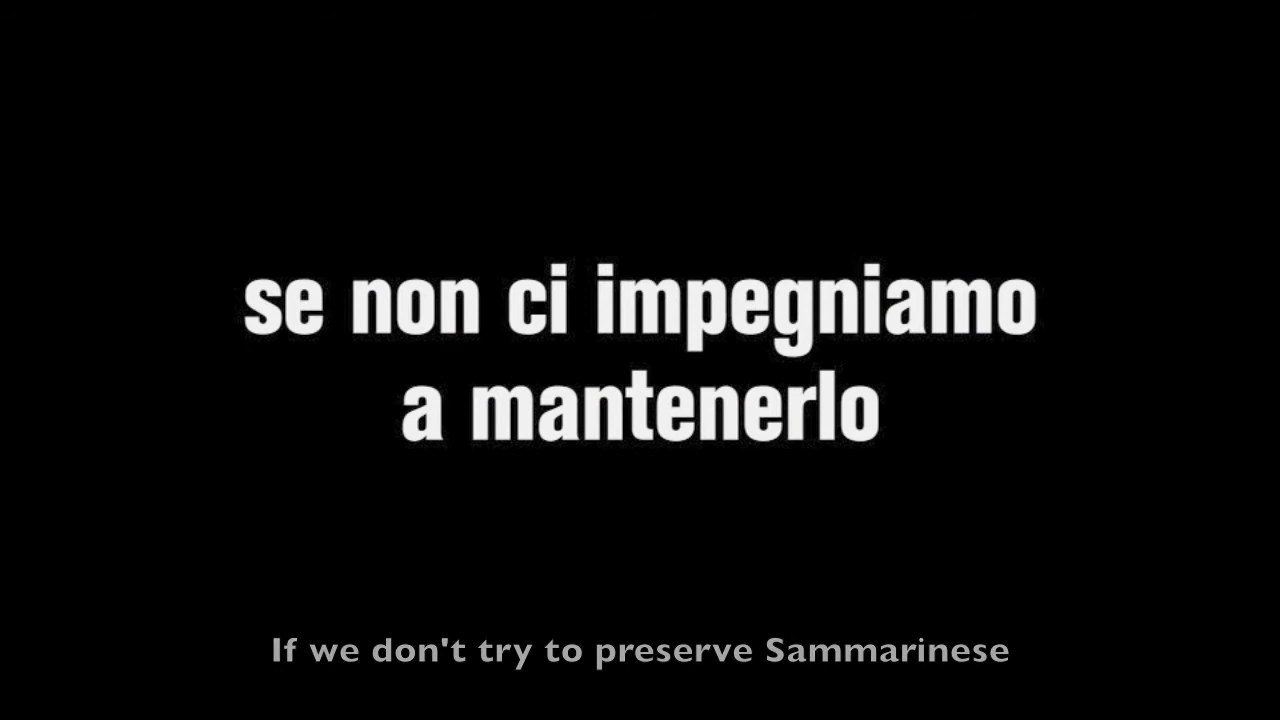 se non ci impegniamo
a mantenerlo
If we don't try to preserve Sammarinese